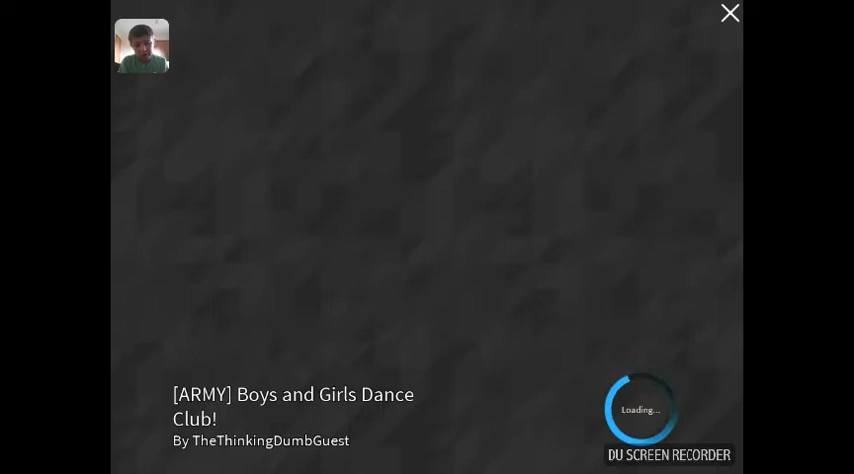 [ARMY] Boys and Girls Dance
Club!
By TheThinkingDumbGuest
Loading...
DU SCREEN RECORDER